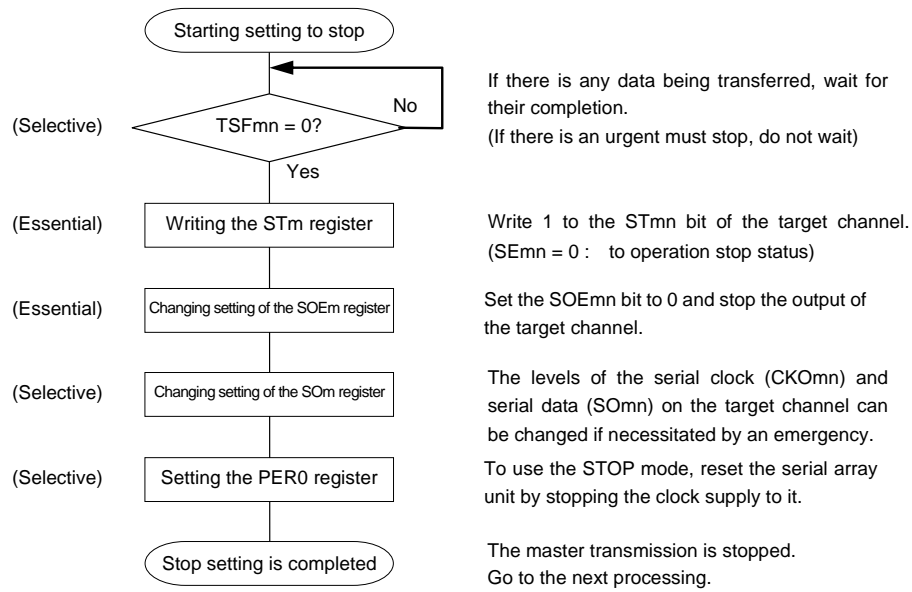 Starting setting to stop
No
If there is any data being transferred, wait for
their completion.
(If there is an urgent must stop, do not wait)
(Selective)
TSFmn = 0?
Yes
(Essential)
Writing the STm register
Write 1 to the STmn bit of the target channel.
(SEmn = 0 : to operation stop status)
(Essential)
Changing setting of the SOEm register
Set the SOEmn bit to 0 and stop the output of
the target channel.
(Selective)
Changing setting of the SOm register
The levels of the serial clock (CKOmn) and
serial data (SOmn) on the target channel can
be changed if necessitated by an emergency.
(Selective)
Setting the PER0 register
To use the STOP mode, reset the serial array
unit by stopping the clock supply to it.
Stop setting is completed
The master transmission is stopped.
Go to the next processing.